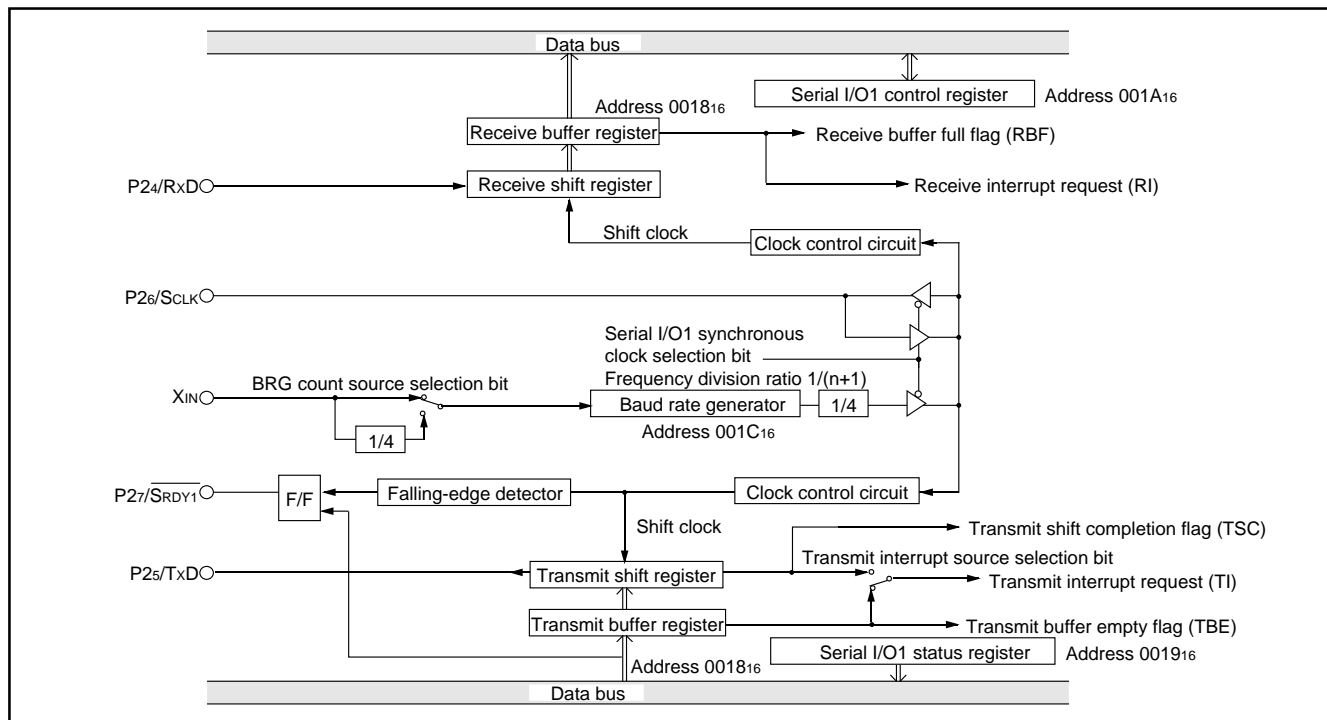 Data bus
Serial I/O1 control register
Address 001A16
Address 001816
Receive buffer register
Receive buffer full flag (RBF)
P24/RXD
Receive shift register
Receive interrupt request (RI)
Shift clock
Clock control circuit
P26/SCLK
Serial I/O1 synchronous
clock selection bit
BRG count source selection bit
Frequency division ratio 1/(n+1)
XIN
Baud rate generator
1/4
1/4
Address 001C16
P27/SRDY1
F/F
Falling-edge detector
Clock control circuit
Shift clock
Transmit shift completion flag (TSC)
Transmit interrupt source selection bit
P25/TXD
Transmit shift register
Transmit interrupt request (TI)
Transmit buffer register
Transmit buffer empty flag (TBE)
Address 001816
Serial I/O1 status register
Address 001916
Data bus